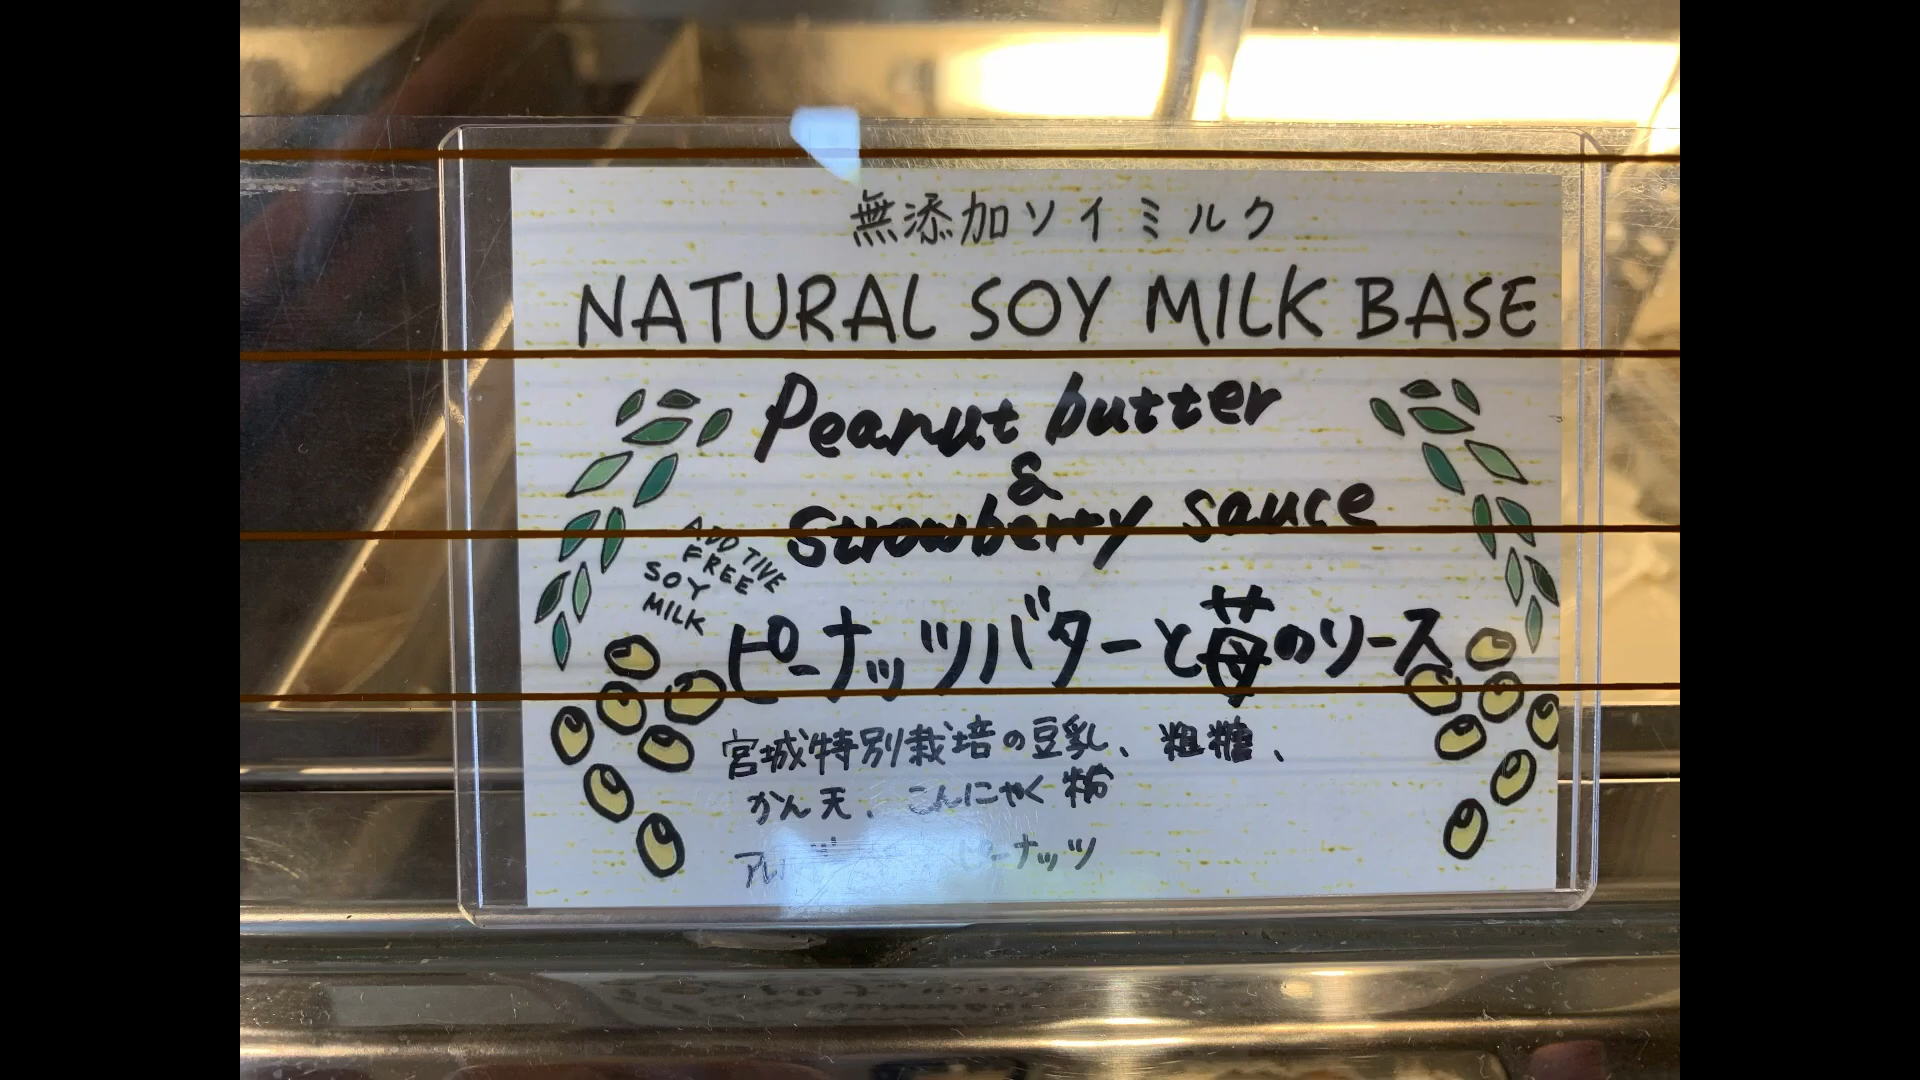 無添加ソイミルク
NATURAL SOY MILK BASE
Peanut butter
&
Strawberry sauce
ADDTIVE
FREE
SOY
MILK
ピーナッツバターと苺のソース
宮城特別栽培の豆乳、粗糖、
かん天、こんにゃく粉
ピーナッツ